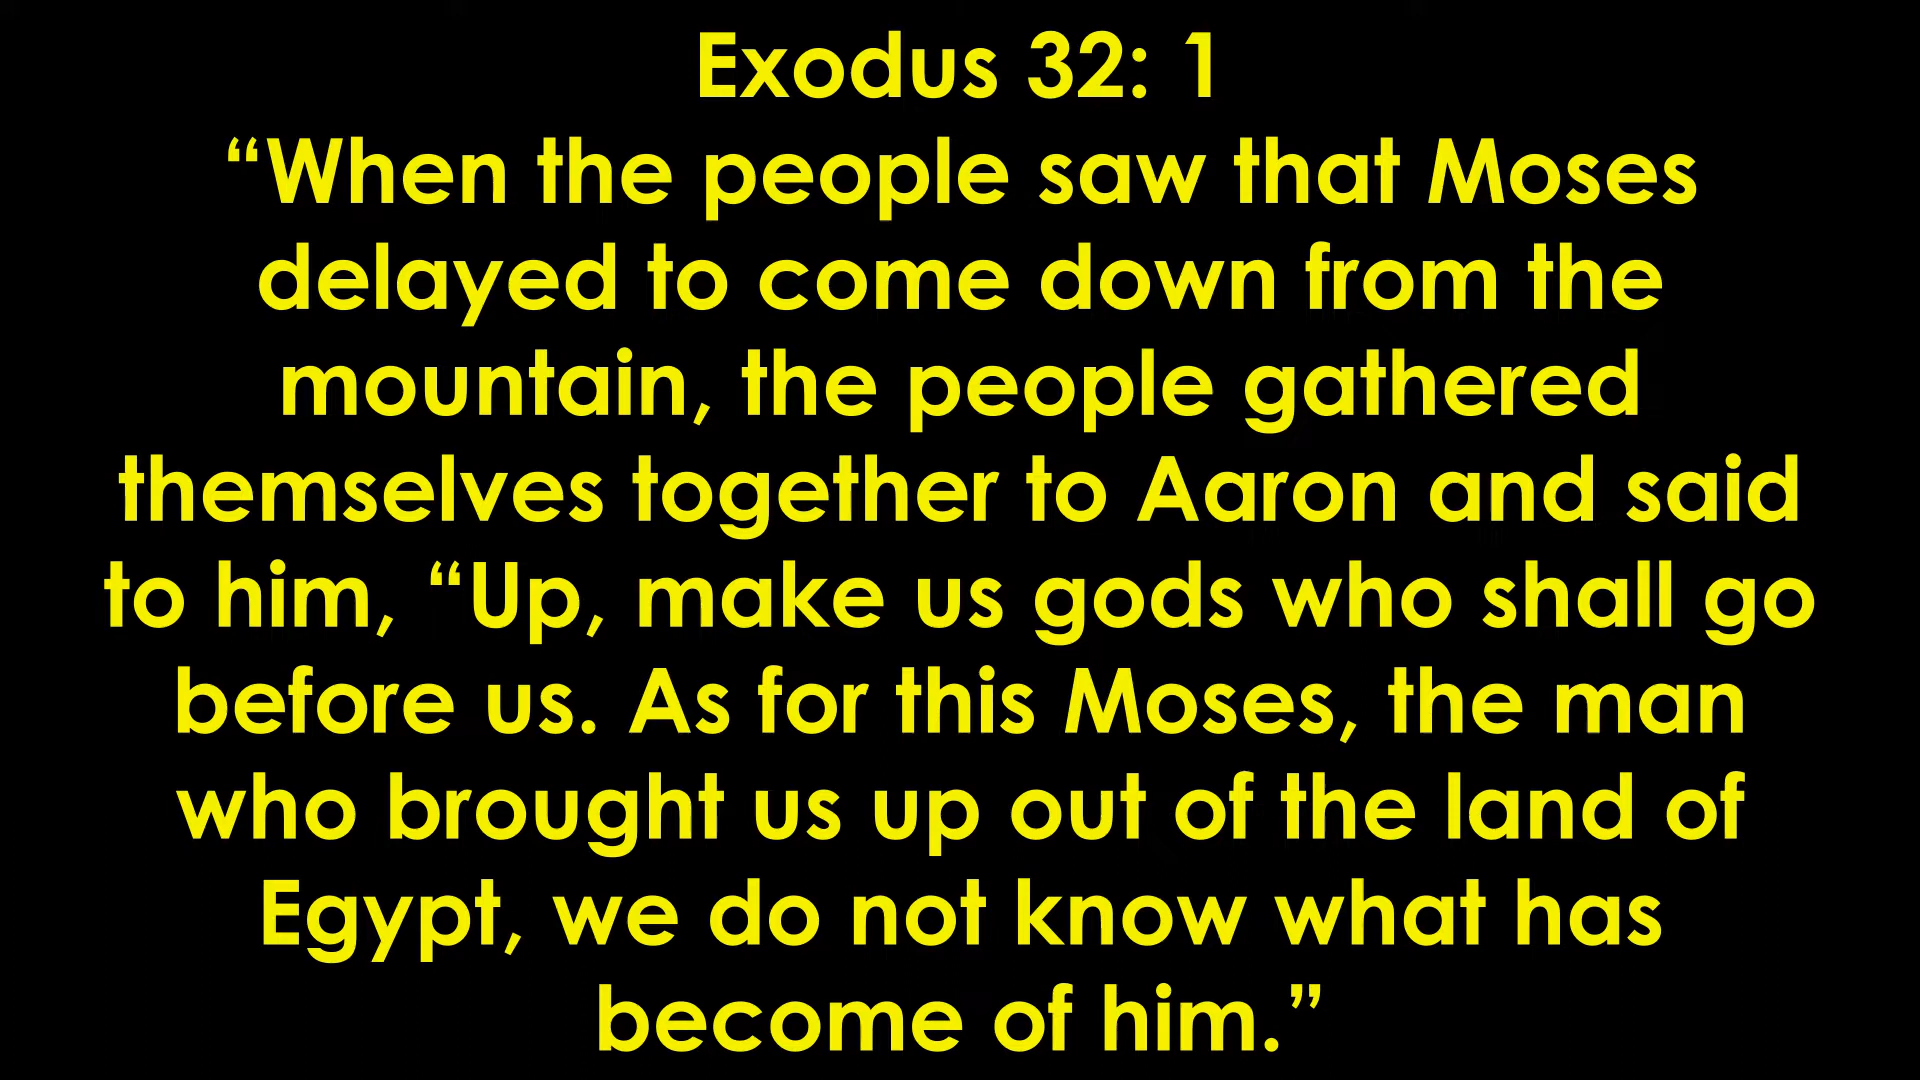 Exodus 32: 1
“When the people saw that Moses
delayed to come down from the
mountain, the people gathered
themselves together to Aaron and said
to him, “Up, make us gods who shall go
before us. As for this Moses, the man
who brought us up out of the land of
Egypt, we do not know what has
become of him.”